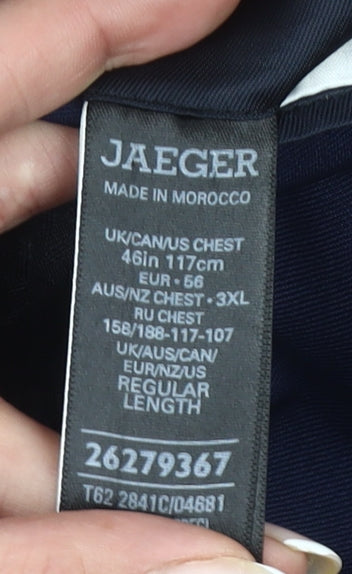 JAEGER
MADE IN MOROCCO
UK/CAN/US CHEST
46in 117cm
EUR • 56
AUS/NZ CHEST • 3XL
RU CHEST
158/188-117-107
UK/AUS/CAN/
EUR/NZ/US
REGULAR
LENGTH
26279367
T62 2841C/04681